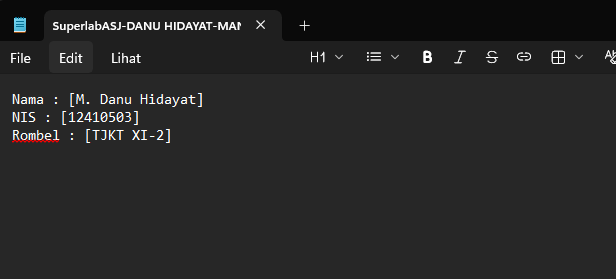 SuperlabASJ-DANU HIDAYAT-MAN
File Edit Lihat H1 B I S
Nama : [M. Danu Hidayat]
NIS : [12410503]
Rombel : [TJKT XI-2]